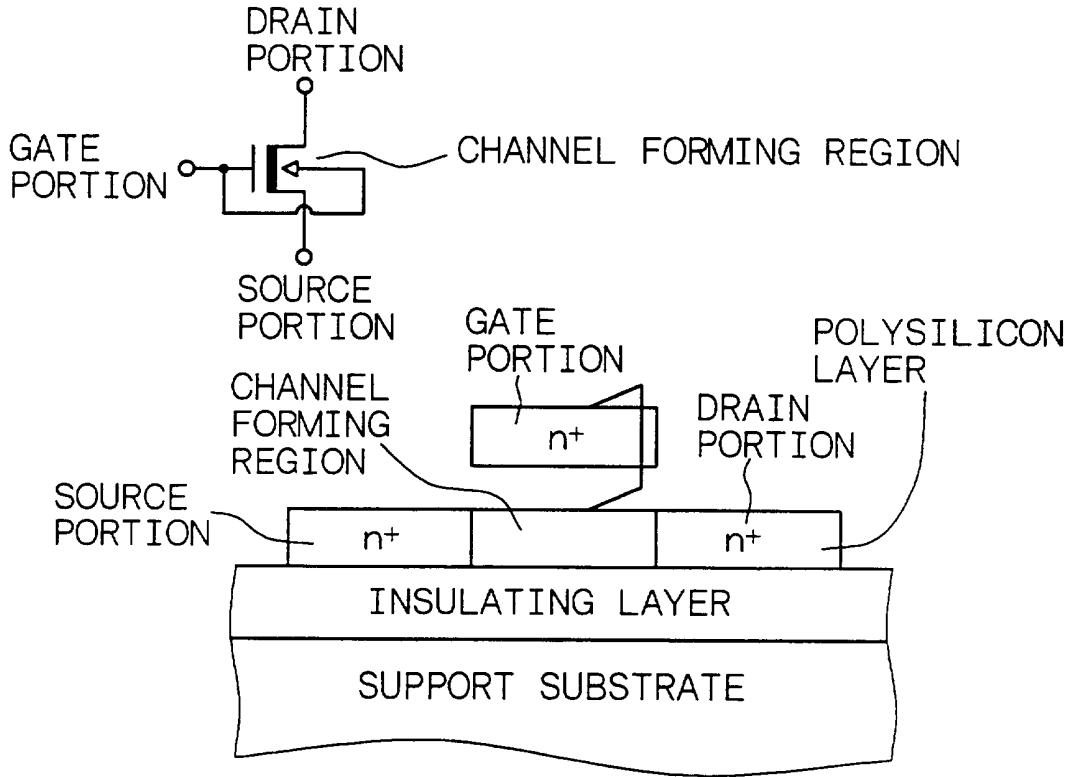 DRAIN
PORTION
GATE
PORTION
CHANNEL FORMING REGION
SOURCE
PORTION
GATE
PORTION
POLYSILICON
LAYER
CHANNEL
FORMING
REGION
DRAIN
PORTION
n+
SOURCE
PORTION
n+
n+
INSULATING LAYER
SUPPORT SUBSTRATE